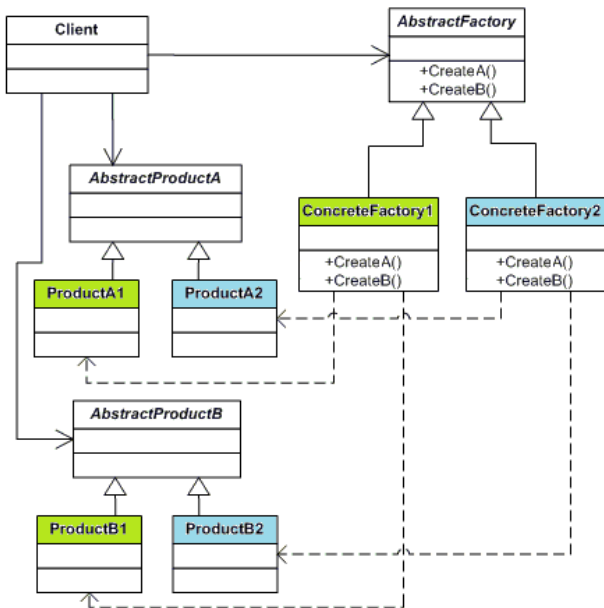 Client
AbstractFactory
+CreateA()
+CreateB()
AbstractProductA
ConcreteFactory1
ConcreteFactory2
+CreateA()
+CreateB()
+CreateA()
+CreateB()
ProductA1
ProductA2
AbstractProductB
ProductB1
ProductB2